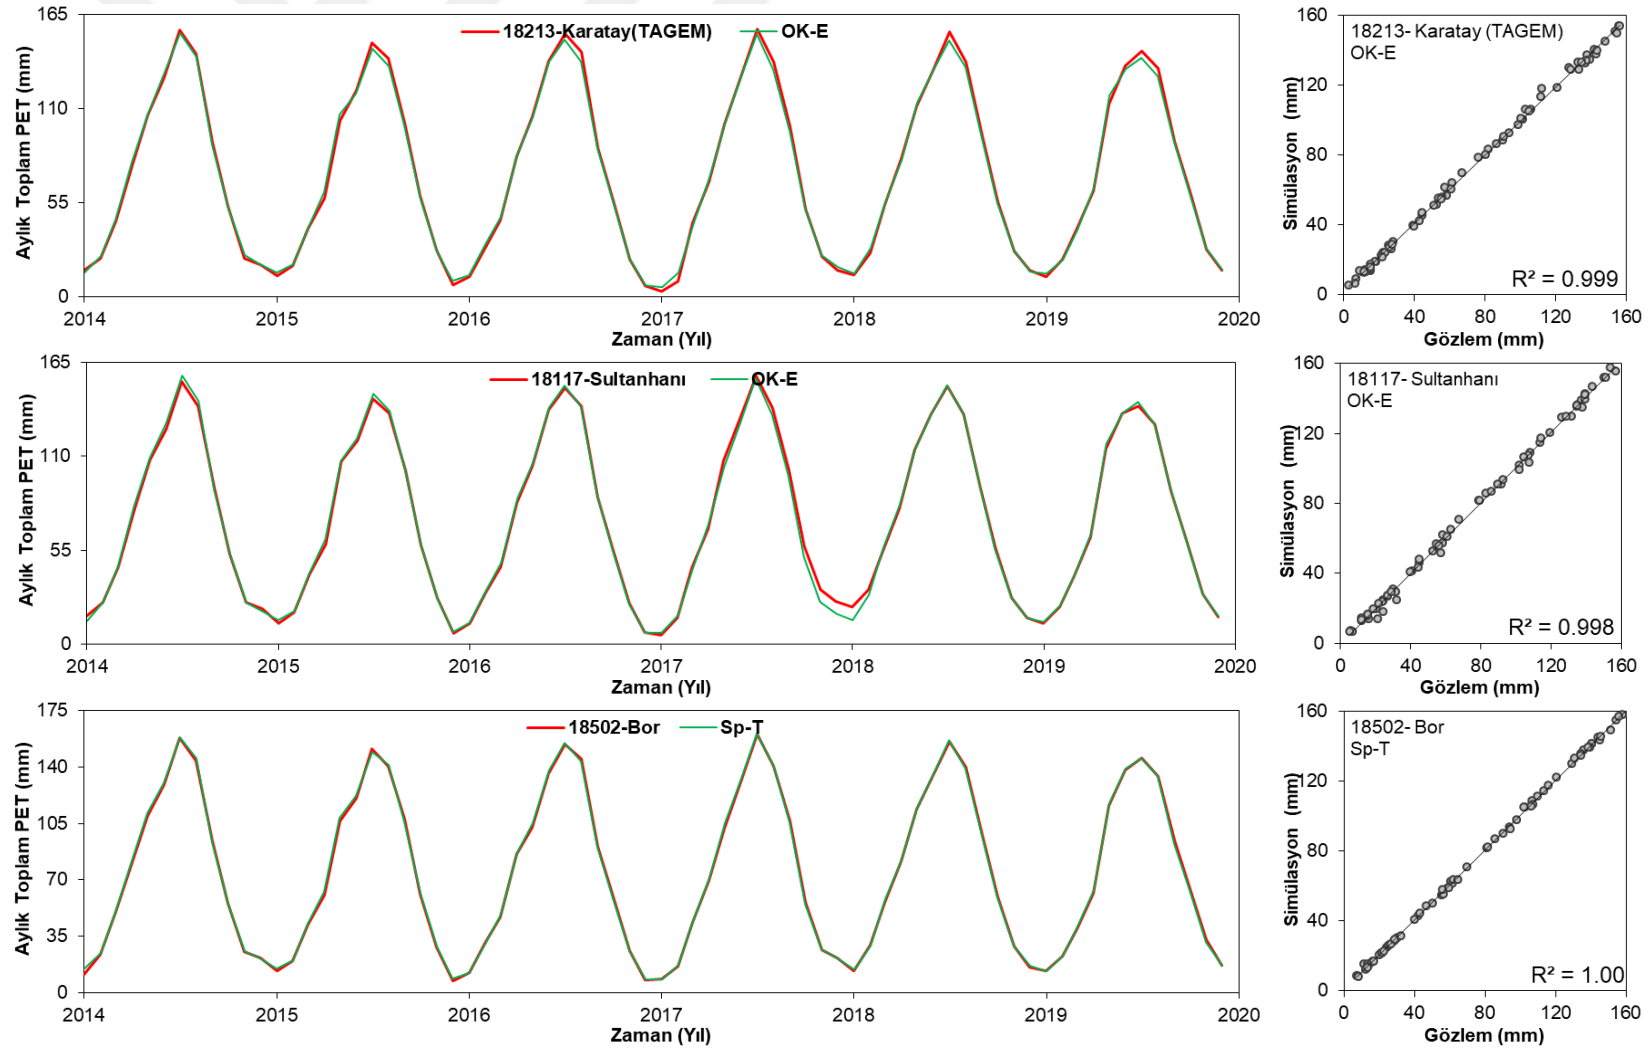 Aylık Toplam PET (mm)
165
110
55
0
18213-Karatay(TAGEM) OK-E
2014 2015 2016 2017 2018 2019 2020
Zaman (Yıl)
Simülasyon (mm)
160
120
80
40
0
18213- Karatay (TAGEM)
OK-E
R² = 0.999
0 40 80 120 160
Gözlem (mm)
Aylık Toplam PET (mm)
165
110
55
0
18117-Sultanhanı OK-E
2014 2015 2016 2017 2018 2019 2020
Zaman (Yıl)
Simülasyon (mm)
160
120
80
40
0
18117- Sultanhanı
OK-E
R² = 0.998
0 40 80 120 160
Gözlem (mm)
Aylık Toplam PET (mm)
175
140
105
70
35
0
18502-Bor Sp-T
2014 2015 2016 2017 2018 2019 2020
Zaman (Yıl)
Simülasyon (mm)
160
120
80
40
0
18502- Bor
Sp-T
R² = 1.00
0 40 80 120 160
Gözlem (mm)